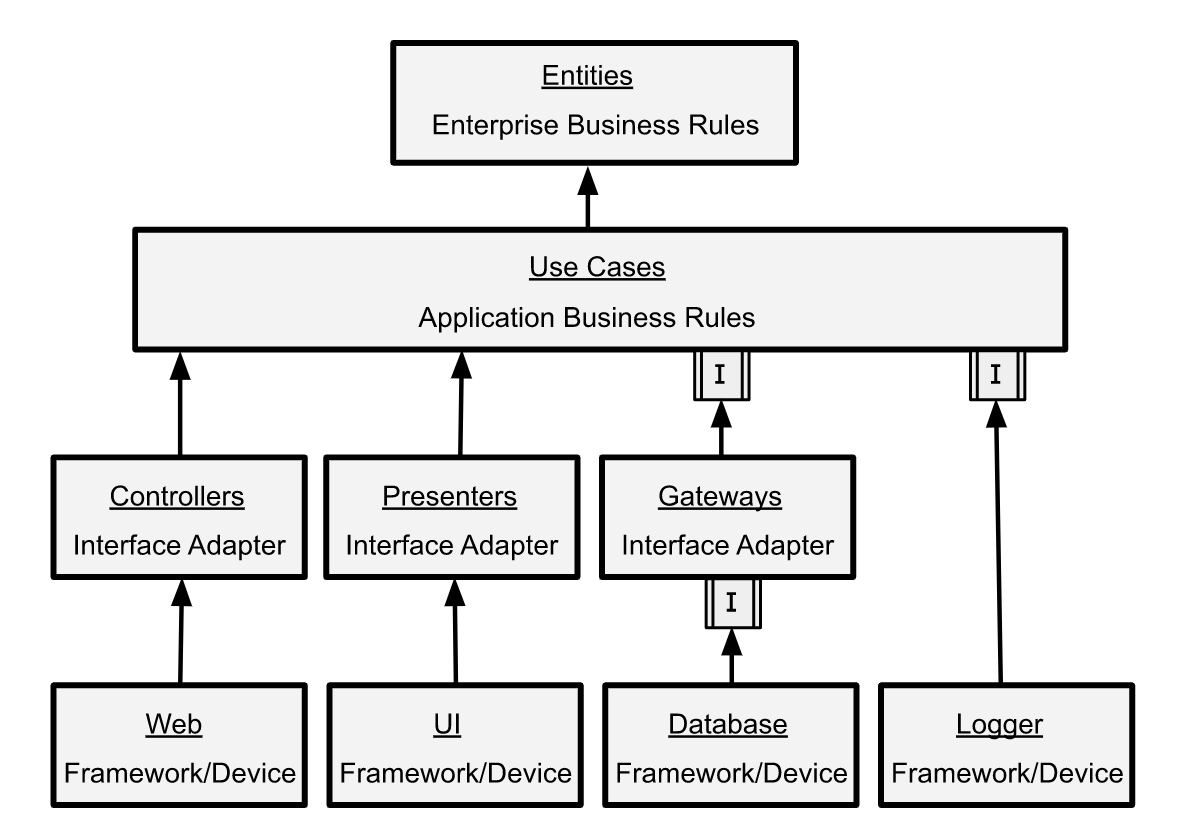 Entities
Enterprise Business Rules
Use Cases
Application Business Rules
I
I
Controllers
Interface Adapter
Presenters
Interface Adapter
Gateways
Interface Adapter
I
Web
Framework/Device
UI
Framework/Device
Database
Framework/Device
Logger
Framework/Device